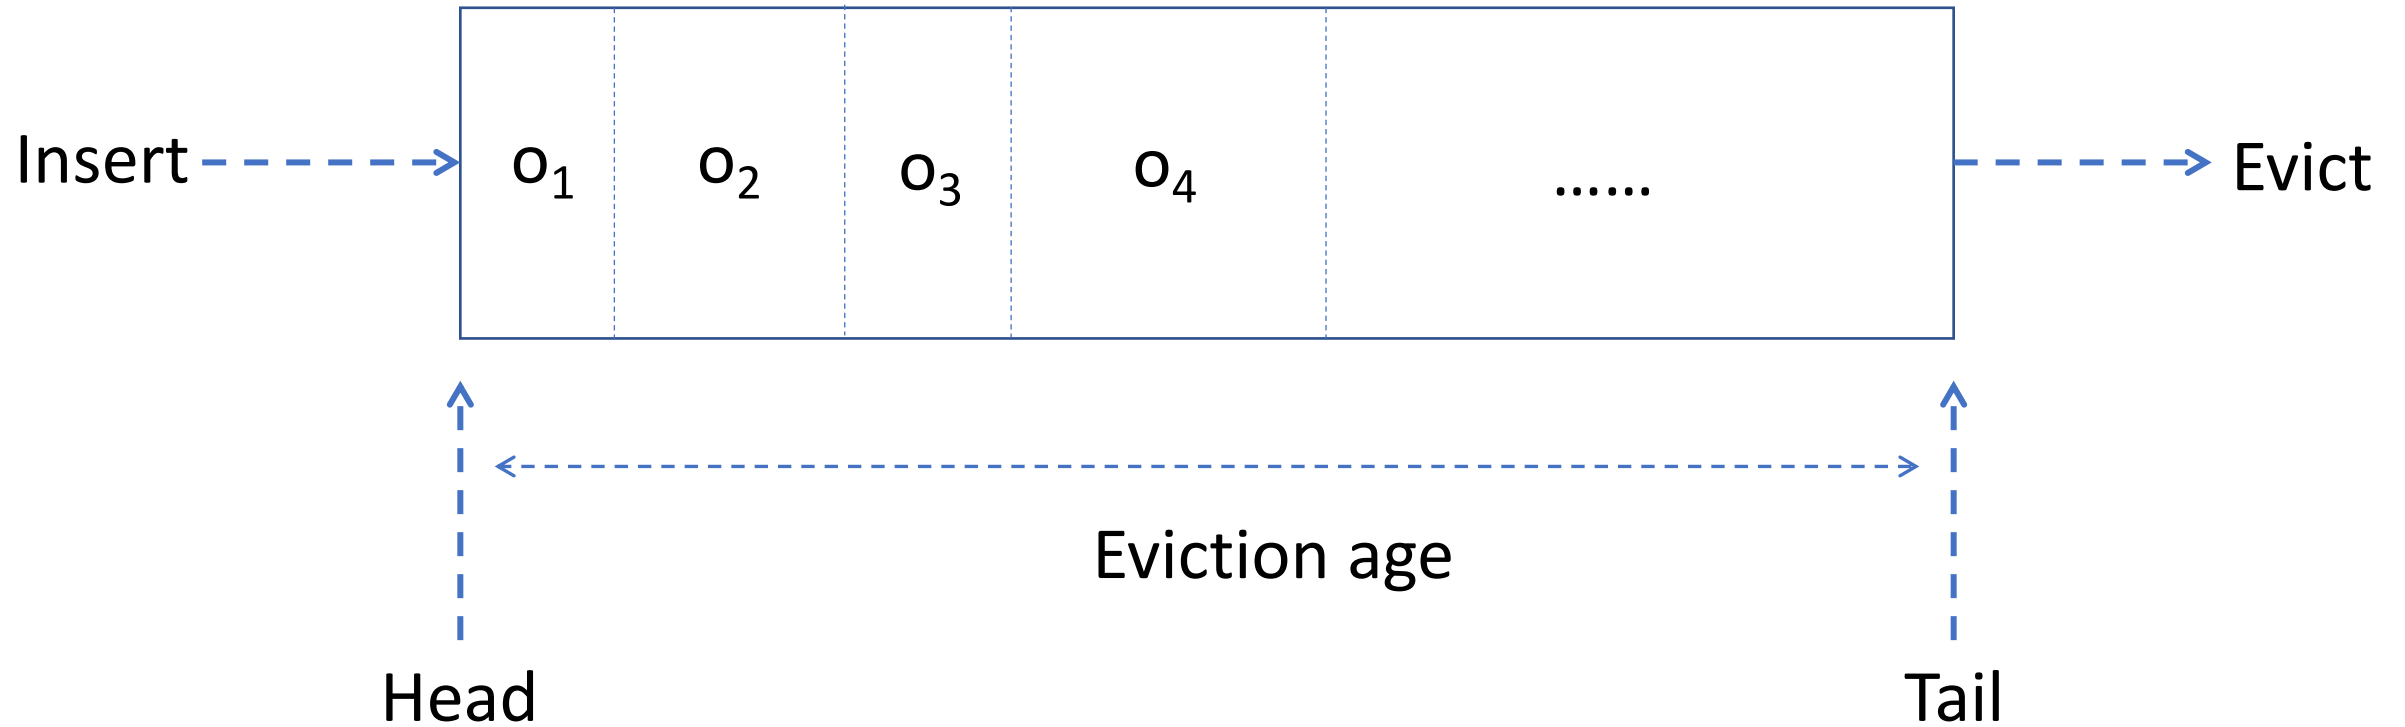 Insert
o₁
o₂
o₃
o₄
......
Evict
Eviction age
Head
Tail